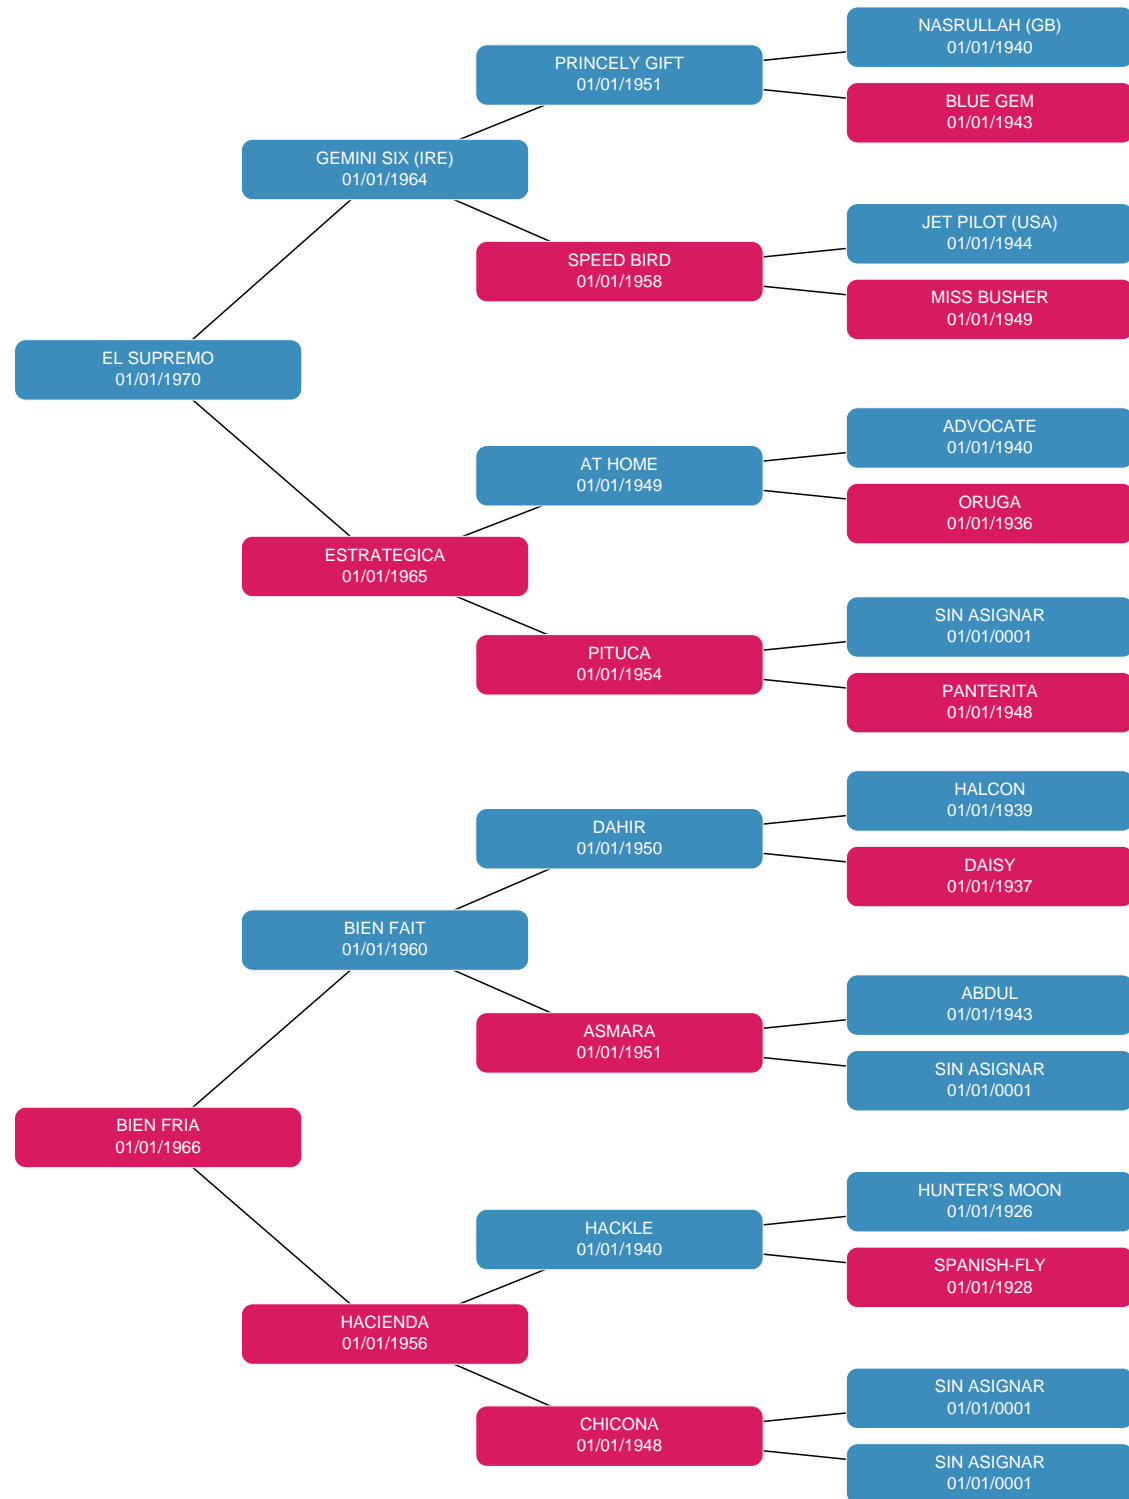 NASRULLAH (GB)
01/01/1940
PRINCELY GIFT
01/01/1951
BLUE GEM
01/01/1943
GEMINI SIX (IRE)
01/01/1964
JET PILOT (USA)
01/01/1944
SPEED BIRD
01/01/1958
MISS BUSHER
01/01/1949
EL SUPREMO
01/01/1970
ADVOCATE
01/01/1940
AT HOME
01/01/1949
ORUGA
01/01/1936
ESTRATEGICA
01/01/1965
SIN ASIGNAR
01/01/0001
PITUCA
01/01/1954
PANTERITA
01/01/1948
HALCON
01/01/1939
DAHIR
01/01/1950
DAISY
01/01/1937
BIEN FAIT
01/01/1960
ABDUL
01/01/1943
ASMARA
01/01/1951
SIN ASIGNAR
01/01/0001
BIEN FRIA
01/01/1966
HUNTER'S MOON
01/01/1926
HACKLE
01/01/1940
SPANISH-FLY
01/01/1928
HACIENDA
01/01/1956
SIN ASIGNAR
01/01/0001
CHICONA
01/01/1948
SIN ASIGNAR
01/01/0001